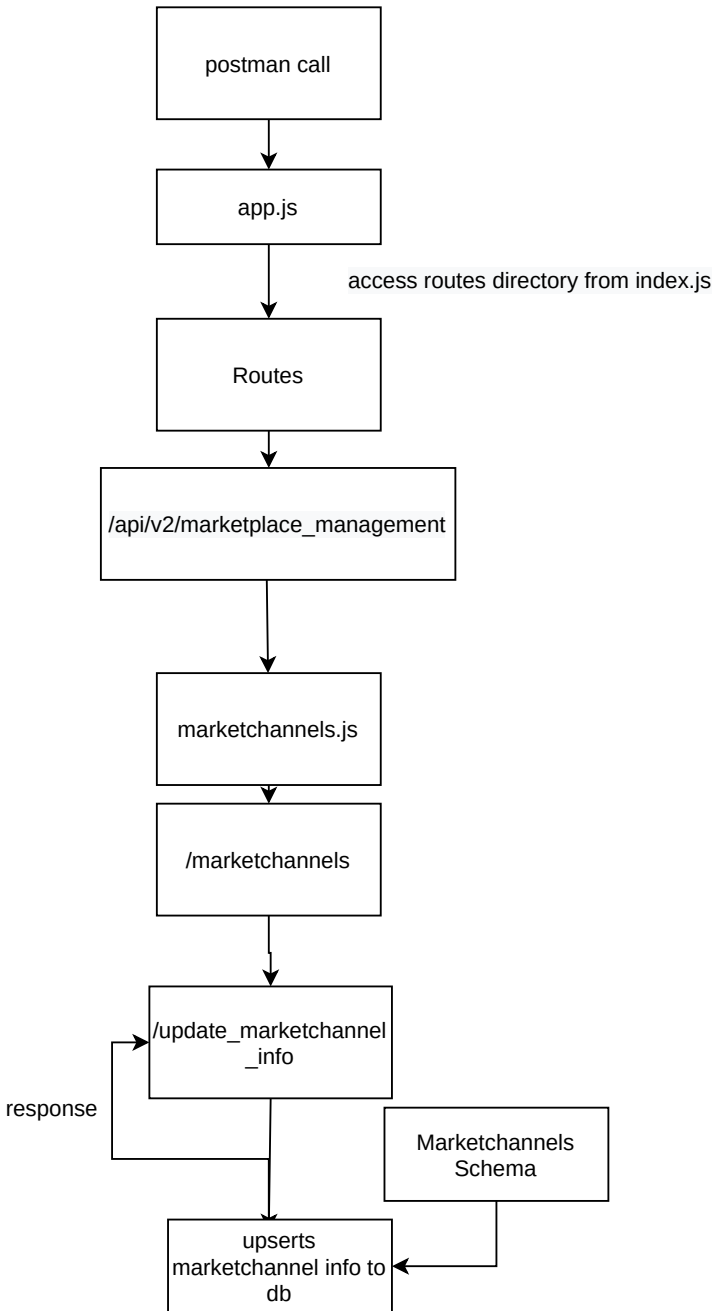 postman call
app.js
access routes directory from index.js
Routes
/api/v2/marketplace_management
marketchannels.js
/marketchannels
/update_marketchannel
_info
response
Marketchannels
Schema
upserts
marketchannel info to
db